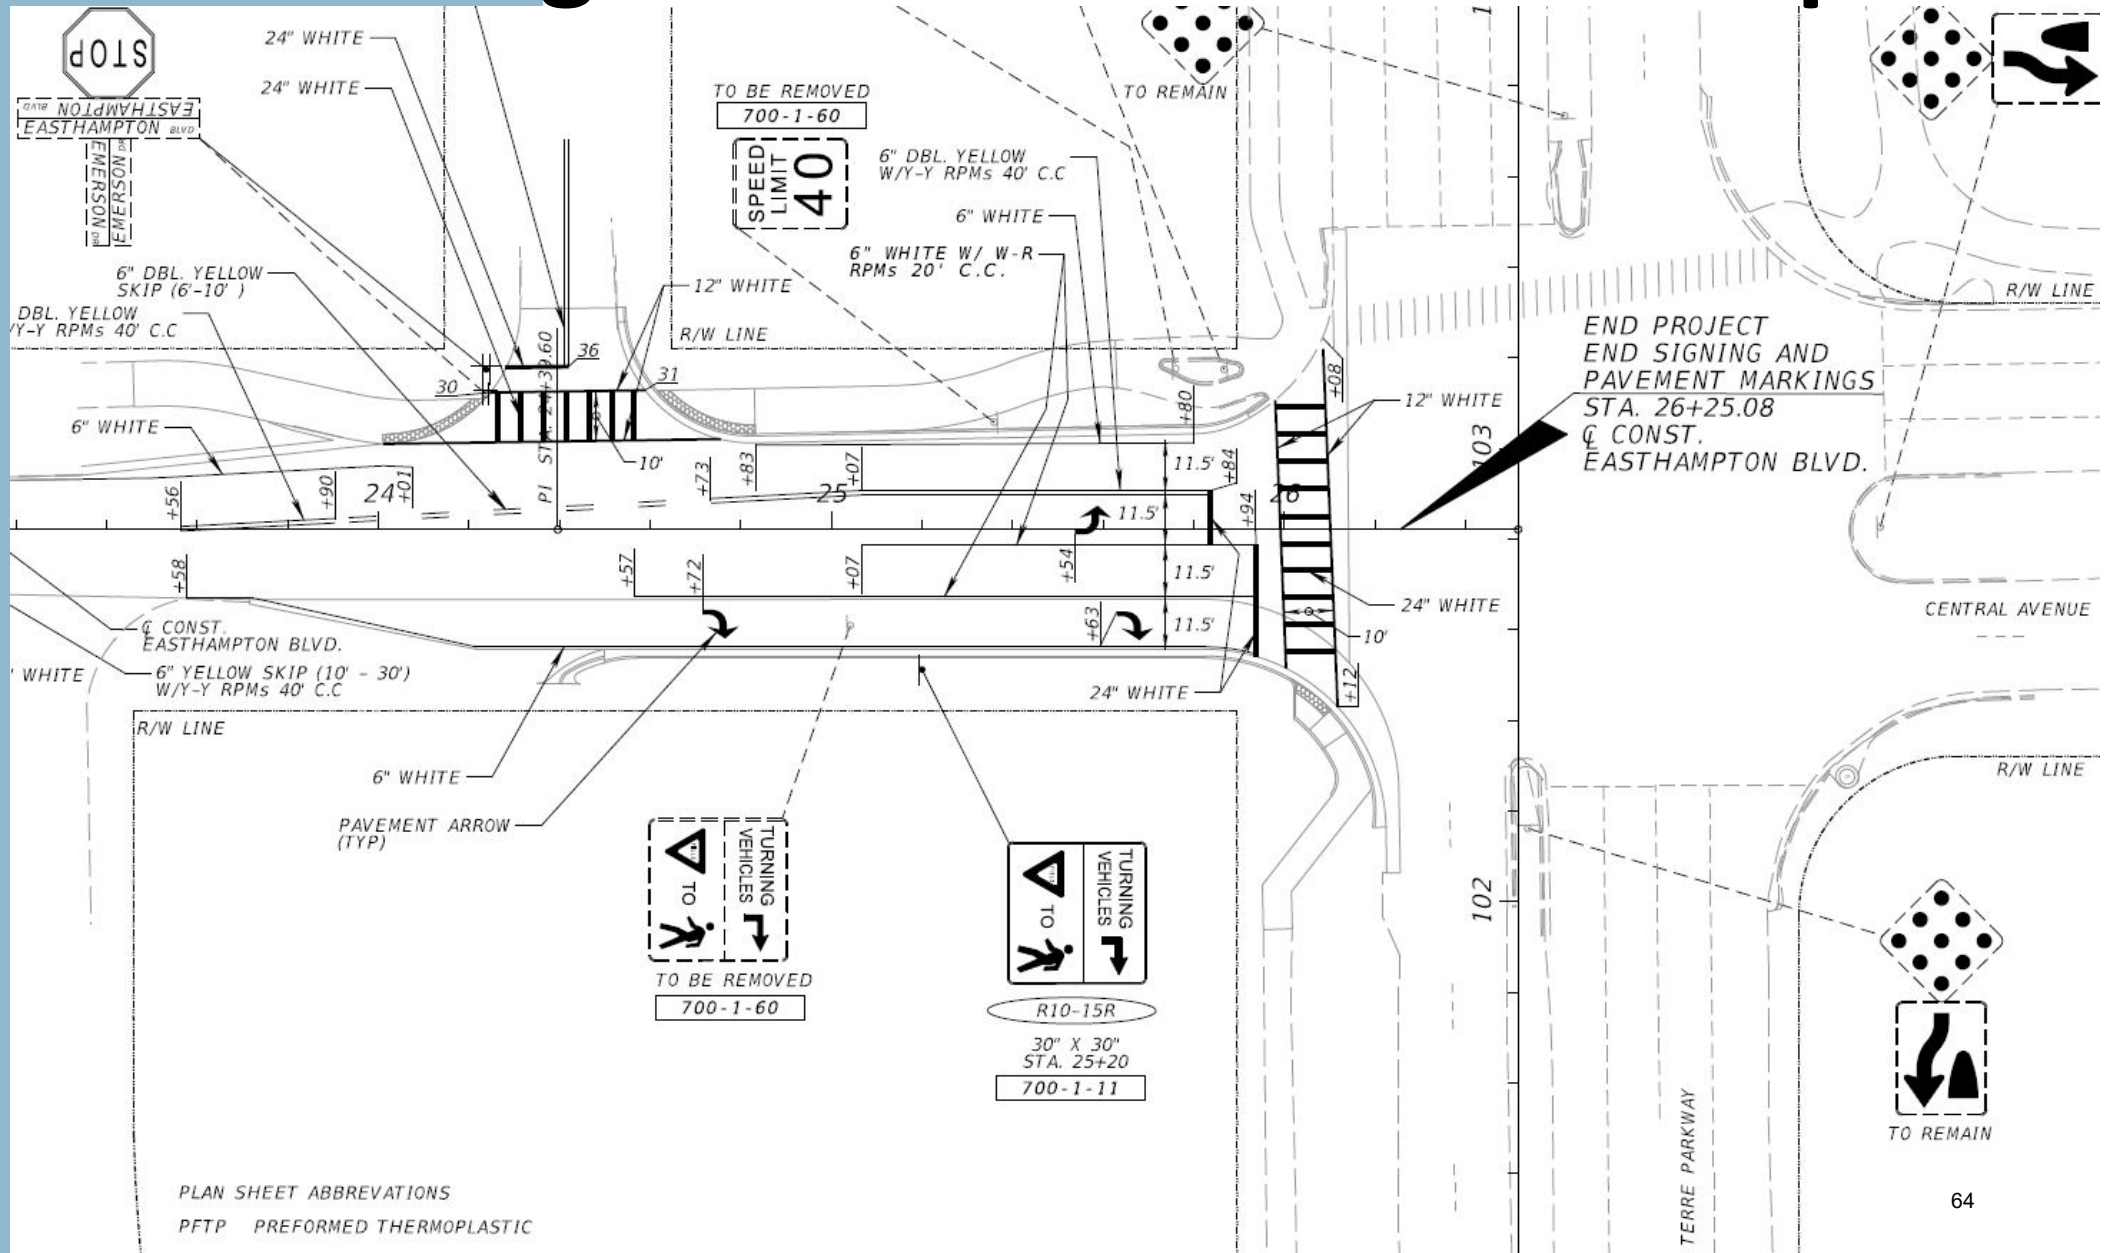 STOP
EASTHAMPTON BLVD
EASTHAMPTON BLVD
EMERSON DR
EMERSON DR
24" WHITE
24" WHITE
TO BE REMOVED
700-1-60
SPEED
LIMIT
40
TO REMAIN
6" DBL. YELLOW
W/Y-Y RPMs 40' C.C
6" WHITE
6" WHITE W/ W-R
RPMs 20' C.C.
6" DBL. YELLOW
SKIP (6'-10' )
DBL. YELLOW
/Y-Y RPMs 40' C.C
12" WHITE
R/W LINE
R/W LINE
END PROJECT
END SIGNING AND
PAVEMENT MARKINGS
STA. 26+25.08
℄ CONST.
EASTHAMPTON BLVD.
36
31
30
PI STA. 24+39.60
6" WHITE
10'
+08
+80
12" WHITE
103
+56
+90
24
+01
+73
+83
+07
25
11.5'
+84
26
11.5'
+94
+58
+57
+72
+07
+54
11.5'
+63
11.5'
24" WHITE
10'
+12
24" WHITE
CENTRAL AVENUE
℄ CONST.
EASTHAMPTON BLVD.
WHITE
6" YELLOW SKIP (10' - 30')
W/Y-Y RPMs 40' C.C
R/W LINE
R/W LINE
6" WHITE
PAVEMENT ARROW
(TYP)
TURNING
VEHICLES
TO
TO BE REMOVED
700-1-60
TURNING
VEHICLES
TO
R10-15R
30" X 30"
STA. 25+20
700-1-11
102
TERRE PARKWAY
TO REMAIN
PLAN SHEET ABBREVATIONS
PFTP PREFORMED THERMOPLASTIC
64